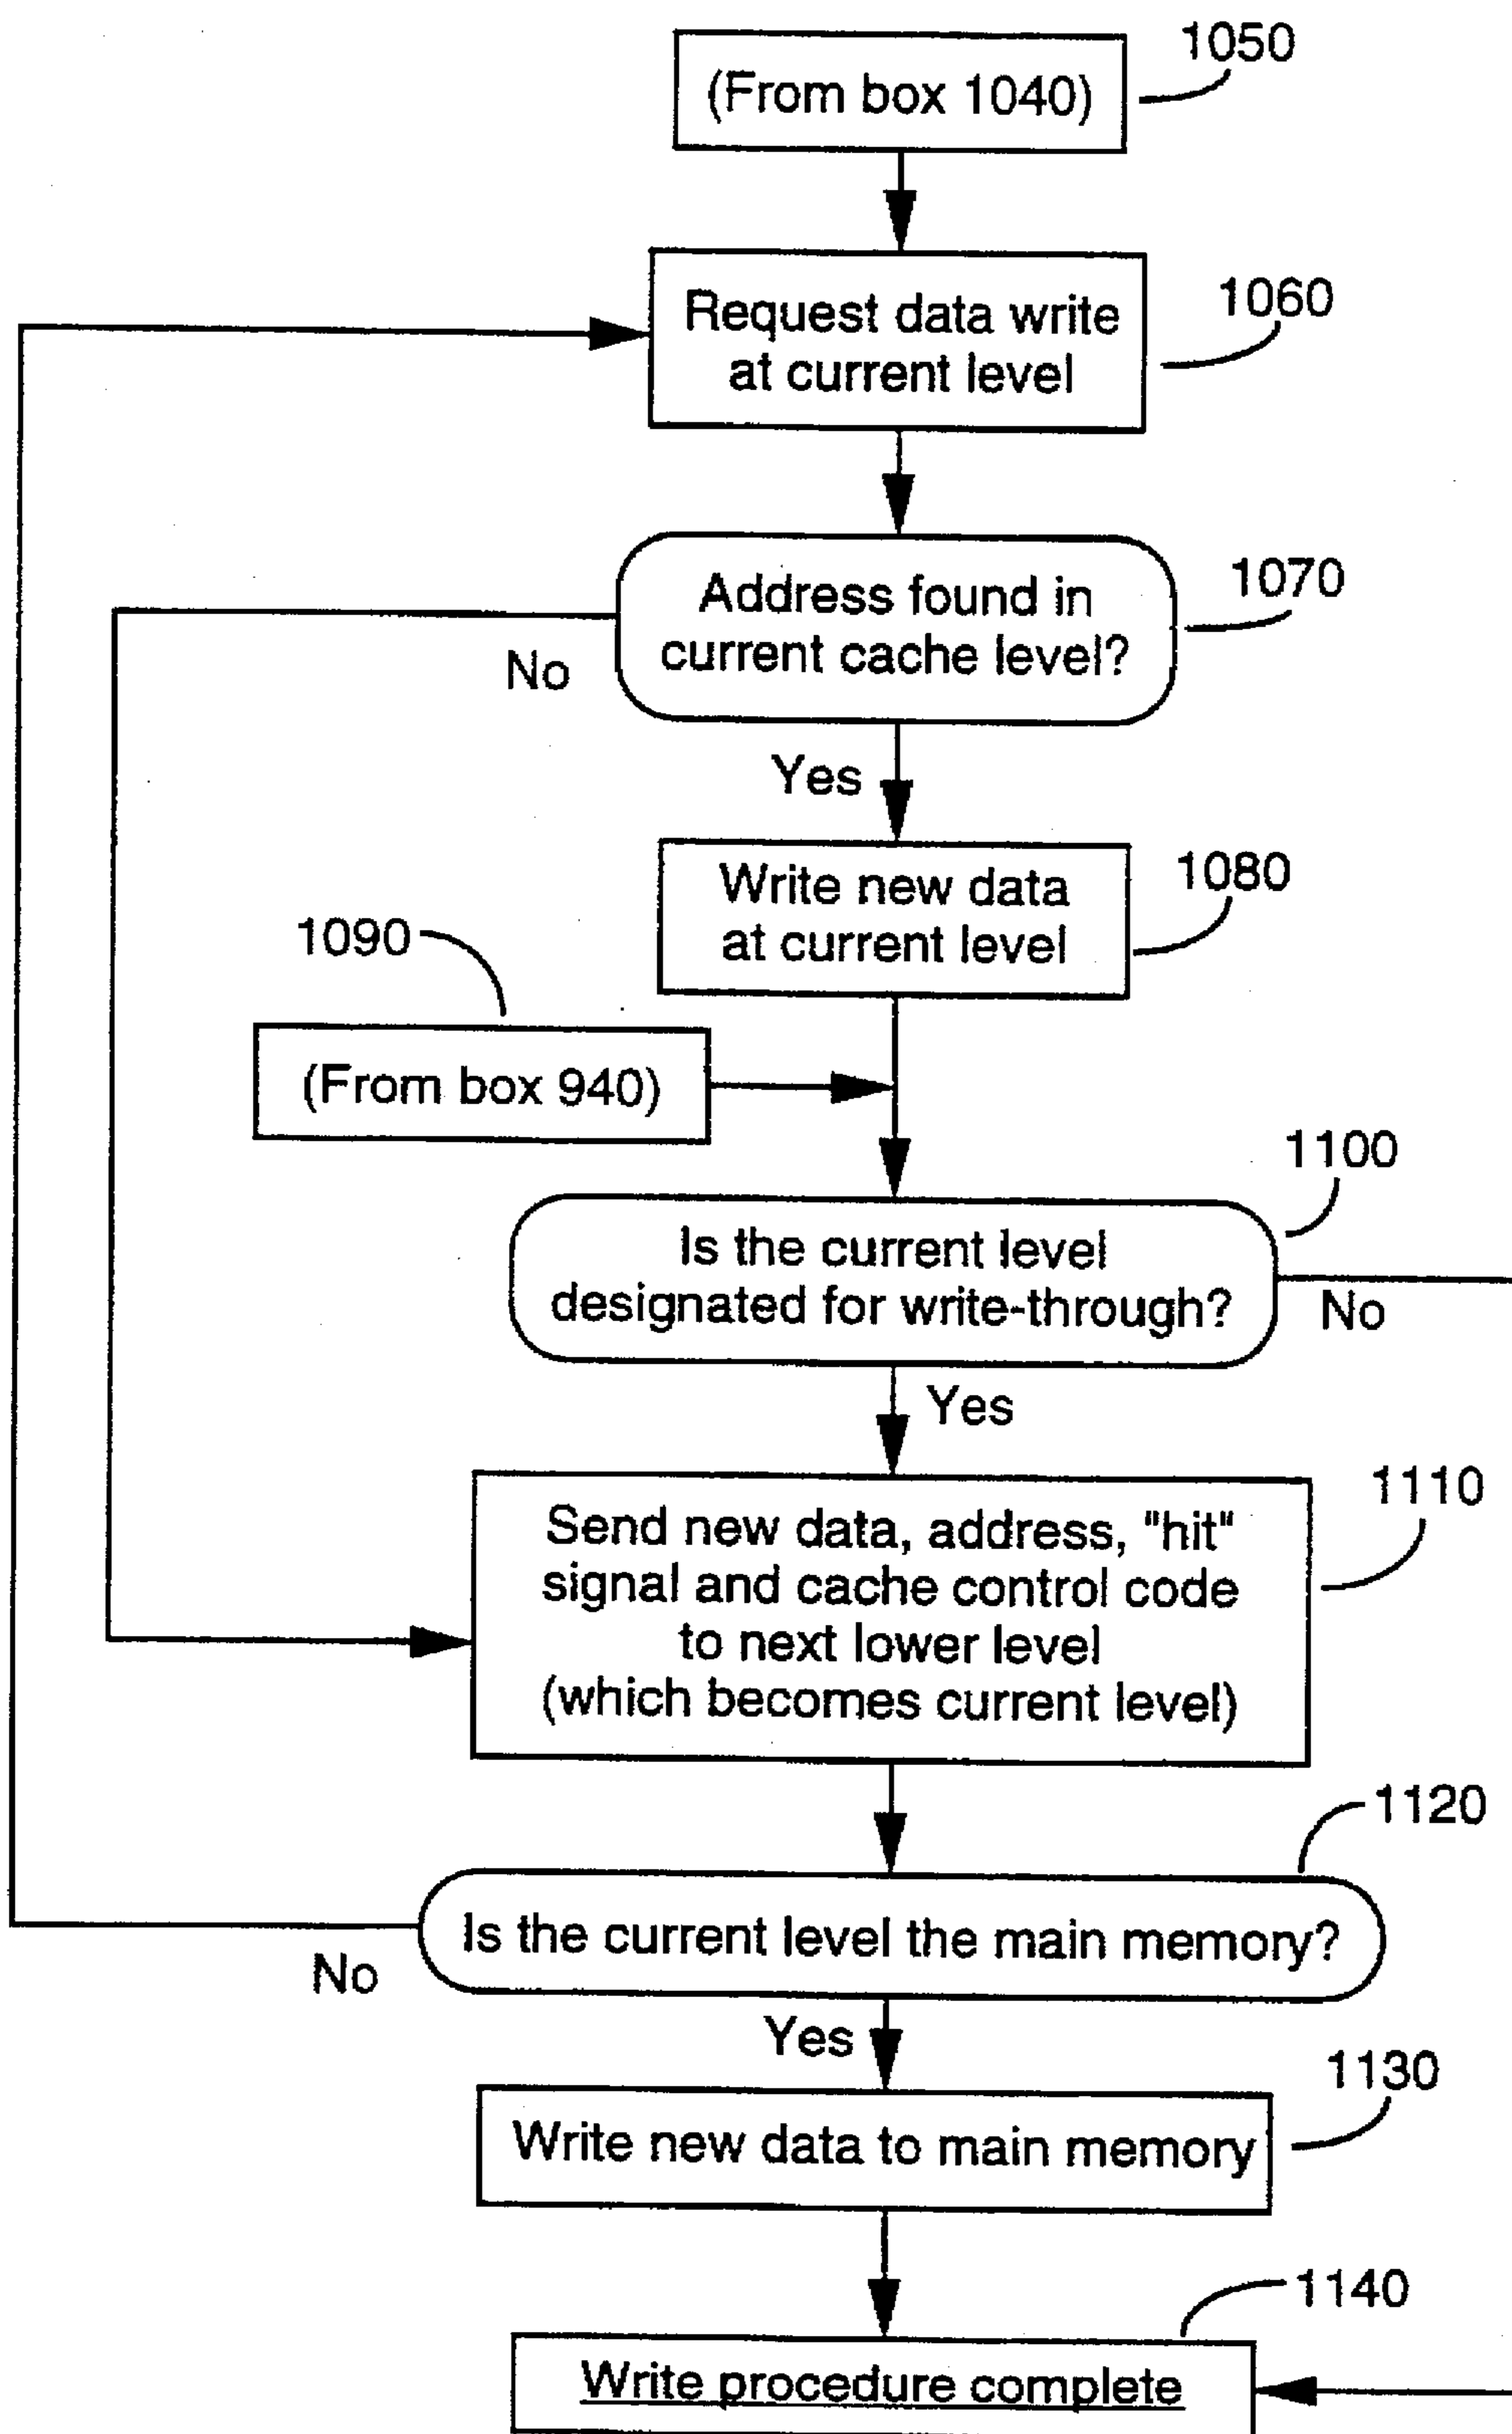 1050
(From box 1040)
1060
Request data write
at current level
1070
Address found in
current cache level?
No
Yes
1080
Write new data
at current level
1090
(From box 940)
1100
Is the current level
designated for write-through?
No
Yes
1110
Send new data, address, "hit"
signal and cache control code
to next lower level
(which becomes current level)
1120
Is the current level the main memory?
No
Yes
1130
Write new data to main memory
1140
Write procedure complete